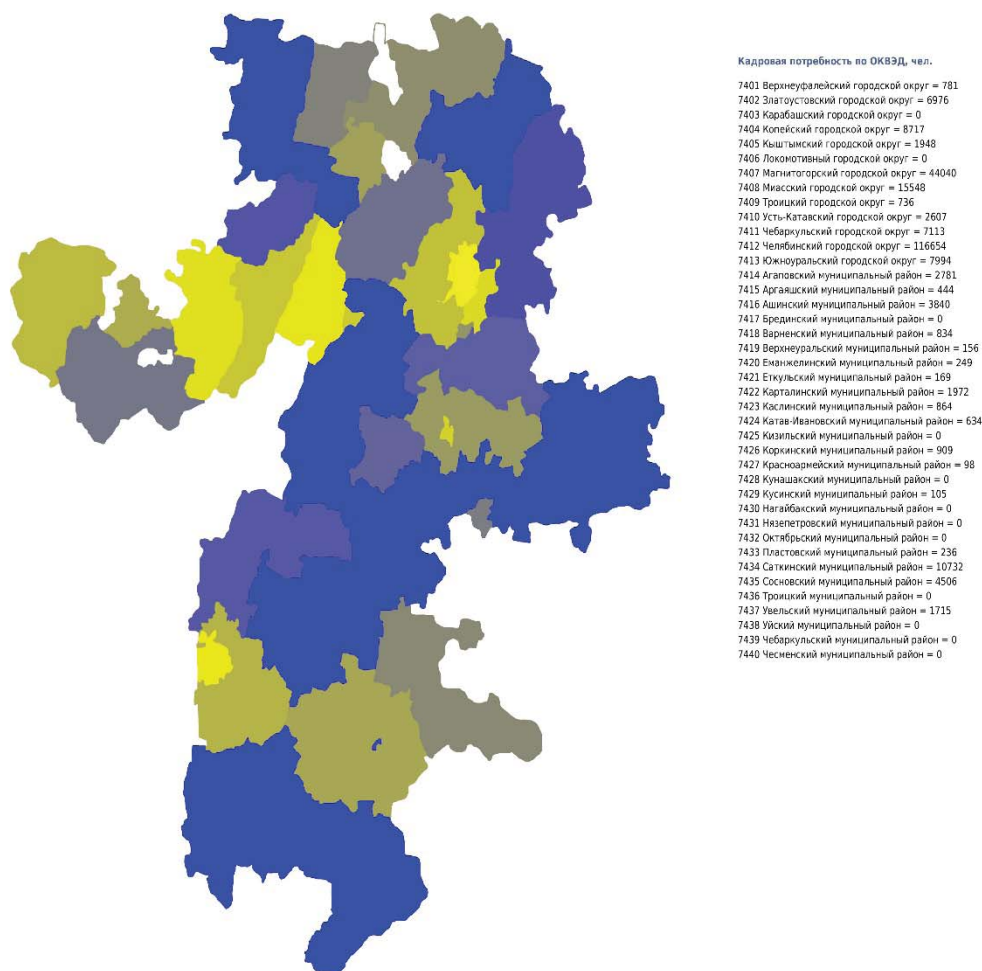 Кадровая потребность по ОКВЭД, чел.
7401 Верхнеуфалейский городской округ = 781
7402 Златоустовский городской округ = 6976
7403 Карабашский городской округ = 0
7404 Копейский городской округ = 8717
7405 Кыштымский городской округ = 1948
7406 Локомотивный городской округ = 0
7407 Магнитогорский городской округ = 44040
7408 Миасский городской округ = 15548
7409 Троицкий городской округ = 736
7410 Усть-Катавский городской округ = 2607
7411 Чебаркульский городской округ = 7113
7412 Челябинский городской округ = 116654
7413 Южноуральский городской округ = 7994
7414 Агаповский муниципальный район = 2781
7415 Аргаяшский муниципальный район = 444
7416 Ашинский муниципальный район = 3840
7417 Брединский муниципальный район = 0
7418 Варненский муниципальный район = 834
7419 Верхнеуральский муниципальный район = 156
7420 Еманжелинский муниципальный район = 249
7421 Еткульский муниципальный район = 169
7422 Карталинский муниципальный район = 1972
7423 Каслинский муниципальный район = 864
7424 Катав-Ивановский муниципальный район = 634
7425 Кизильский муниципальный район = 0
7426 Коркинский муниципальный район = 909
7427 Красноармейский муниципальный район = 98
7428 Кунашакский муниципальный район = 0
7429 Кусинский муниципальный район = 105
7430 Нагайбакский муниципальный район = 0
7431 Нязепетровский муниципальный район = 0
7432 Октябрьский муниципальный район = 0
7433 Пластовский муниципальный район = 236
7434 Саткинский муниципальный район = 10732
7435 Сосновский муниципальный район = 4506
7436 Троицкий муниципальный район = 0
7437 Увельский муниципальный район = 1715
7438 Уйский муниципальный район = 0
7439 Чебаркульский муниципальный район = 0
7440 Чесменский муниципальный район = 0